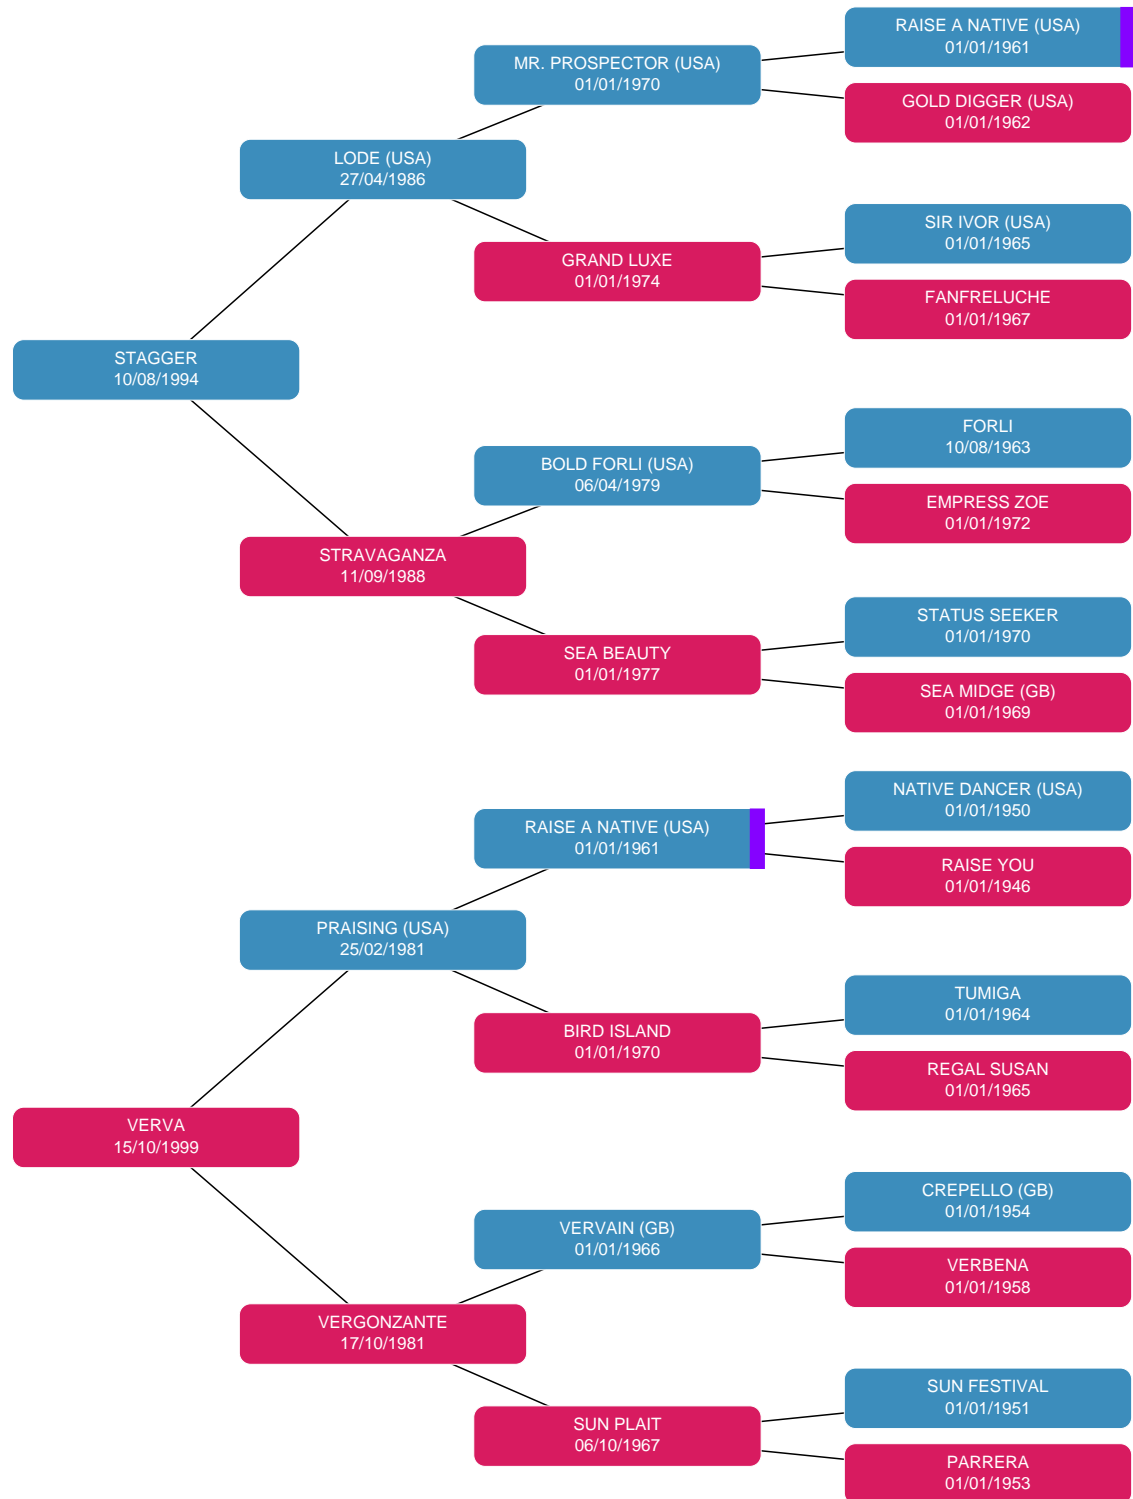 RAISE A NATIVE (USA)
01/01/1961
MR. PROSPECTOR (USA)
01/01/1970
GOLD DIGGER (USA)
01/01/1962
LODE (USA)
27/04/1986
SIR IVOR (USA)
01/01/1965
GRAND LUXE
01/01/1974
FANFRELUCHE
01/01/1967
STAGGER
10/08/1994
FORLI
10/08/1963
BOLD FORLI (USA)
06/04/1979
EMPRESS ZOE
01/01/1972
STRAVAGANZA
11/09/1988
STATUS SEEKER
01/01/1970
SEA BEAUTY
01/01/1977
SEA MIDGE (GB)
01/01/1969
NATIVE DANCER (USA)
01/01/1950
RAISE A NATIVE (USA)
01/01/1961
RAISE YOU
01/01/1946
PRAISING (USA)
25/02/1981
TUMIGA
01/01/1964
BIRD ISLAND
01/01/1970
REGAL SUSAN
01/01/1965
VERVA
15/10/1999
CREPELLO (GB)
01/01/1954
VERVAIN (GB)
01/01/1966
VERBENA
01/01/1958
VERGONZANTE
17/10/1981
SUN FESTIVAL
01/01/1951
SUN PLAIT
06/10/1967
PARRERA
01/01/1953